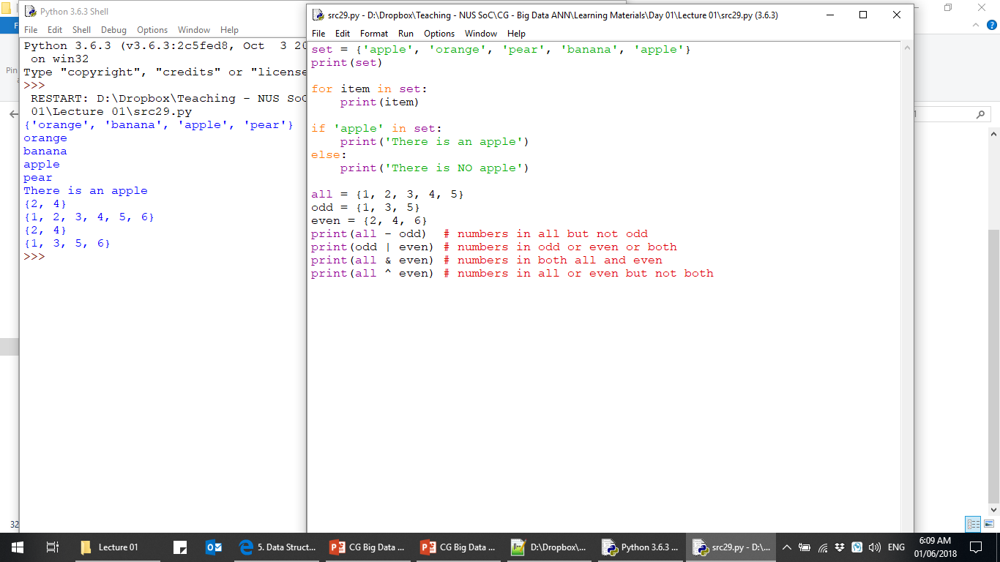 Python 3.6.3 Shell
File Edit Shell Debug Options Window Help
Python 3.6.3 (v3.6.3:2c5fed8, Oct  3 20
 on win32
Type "copyright", "credits" or "license
>>>
 RESTART: D:\Dropbox\Teaching - NUS SoC
 01\Lecture 01\src29.py
{'orange', 'banana', 'apple', 'pear'}
orange
banana
apple
pear
There is an apple
{2, 4}
{1, 2, 3, 4, 5, 6}
{2, 4}
{1, 3, 5, 6}
>>>
src29.py - D:\Dropbox\Teaching - NUS SoC\CG - Big Data ANN\Learning Materials\Day 01\Lecture 01\src29.py (3.6.3)
File Edit Format Run Options Window Help
set = {'apple', 'orange', 'pear', 'banana', 'apple'}
print(set)
for item in set:
    print(item)
if 'apple' in set:
    print('There is an apple')
else:
    print('There is NO apple')
all = {1, 2, 3, 4, 5}
odd = {1, 3, 5}
even = {2, 4, 6}
print(all - odd)  # numbers in all but not odd
print(odd | even) # numbers in odd or even or both
print(all & even) # numbers in both all and even
print(all ^ even) # numbers in all or even but not both
F
Pin
1
32
Lecture 01
5. Data Struct...
CG Big Data ...
CG Big Data ...
D:\Dropbox\...
Python 3.6.3 ...
src29.py - D:\...
ENG
6:09 AM
01/06/2018